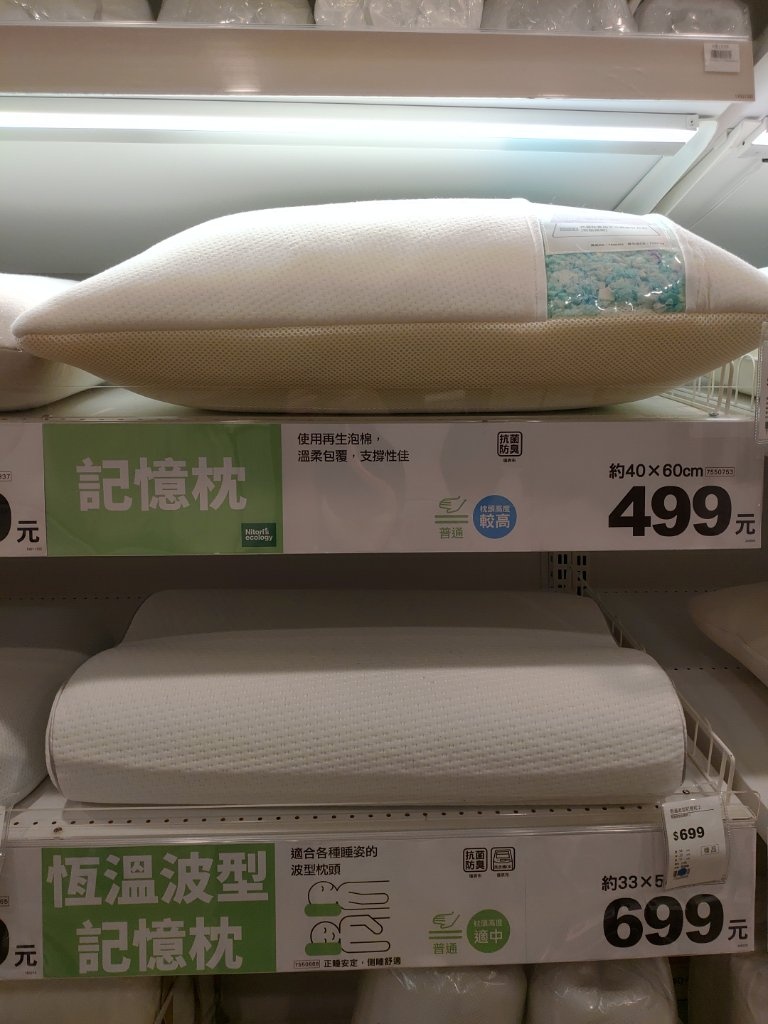 記憶枕
Nitori's
ecology
使用再生泡棉，
溫柔包覆，支撐性佳
抗菌
防臭
普通
枕頭高度
較高
約40×60cm 7550753
499元
元
恆溫波型
記憶枕
適合各種睡姿的
波型枕頭
正睡安定，側睡舒適
抗菌
防臭
普通
枕頭高度
適中
約33×5
699元
$699
元